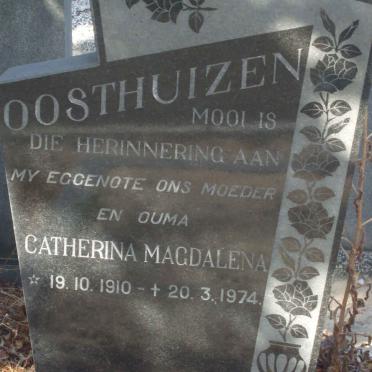 OOSTHUIZEN
MOOI IS
DIE HERINNERING AAN
MY EGGENOTE ONS MOEDER
EN OUMA
CATHERINA MAGDALENA
☆ 19.10.1910 - ✝ 20.3.1974.